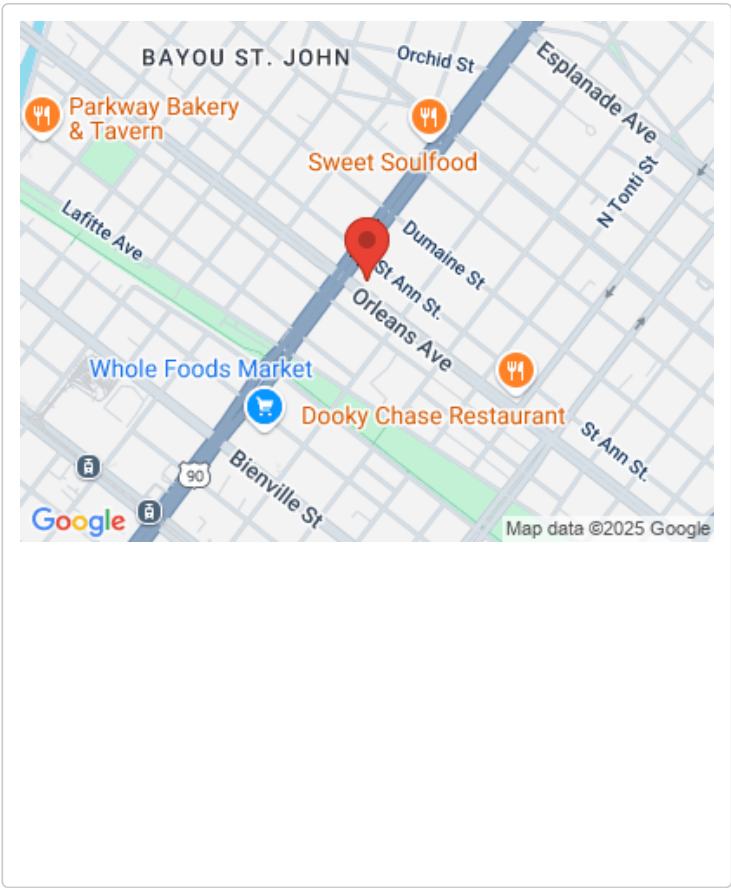 BAYOU ST. JOHN
Orchid St
Esplanade Ave
Parkway Bakery
& Tavern
Sweet Soulfood
N Tonti St
Lafitte Ave
Dumaine St
St Ann St.
Orleans Ave
Whole Foods Market
Dooky Chase Restaurant
St Ann St.
90
Bienville St
Google
Map data ©2025 Google